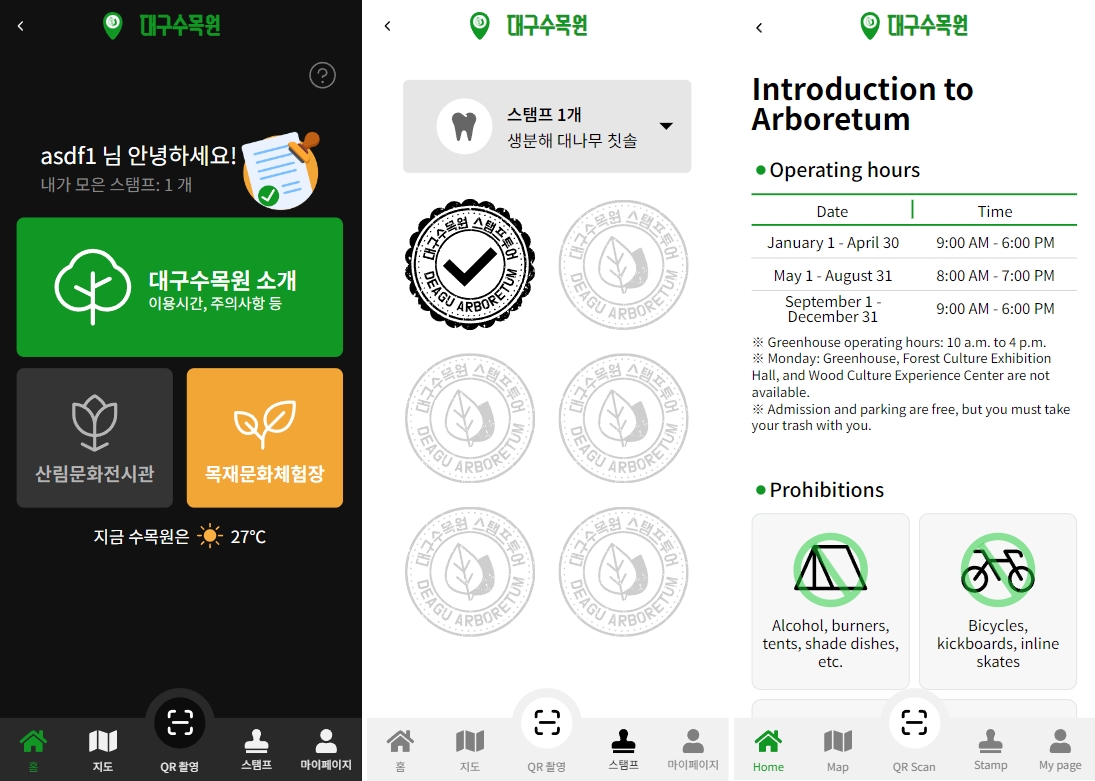 대구수목원
?
asdf1 님 안녕하세요!
내가 모은 스탬프: 1 개
대구수목원 소개
이용시간, 주의사항 등
산림문화전시관
목재문화체험장
지금 수목원은 27℃
홈
지도
QR 촬영
스탬프
마이페이지
대구수목원
스탬프 1개
생분해 대나무 칫솔
대구수목원 스탬프투어
DEAGU ARBORETUM
대구수목원 스탬프투어
DEAGU ARBORETUM
대구수목원 스탬프투어
DEAGU ARBORETUM
대구수목원 스탬프투어
DEAGU ARBORETUM
대구수목원 스탬프투어
DEAGU ARBORETUM
대구수목원 스탬프투어
DEAGU ARBORETUM
홈
지도
QR 촬영
스탬프
마이페이지
대구수목원
Introduction to
Arboretum
Operating hours
Date Time
January 1 - April 30 9:00 AM - 6:00 PM
May 1 - August 31 8:00 AM - 7:00 PM
September 1 -
December 31 9:00 AM - 6:00 PM
※ Greenhouse operating hours: 10 a.m. to 4 p.m.
※ Monday: Greenhouse, Forest Culture Exhibition
Hall, and Wood Culture Experience Center are not
available.
※ Admission and parking are free, but you must take
your trash with you.
Prohibitions
Alcohol, burners,
tents, shade dishes,
etc.
Bicycles,
kickboards, inline
skates
Home
Map
QR Scan
Stamp
My page